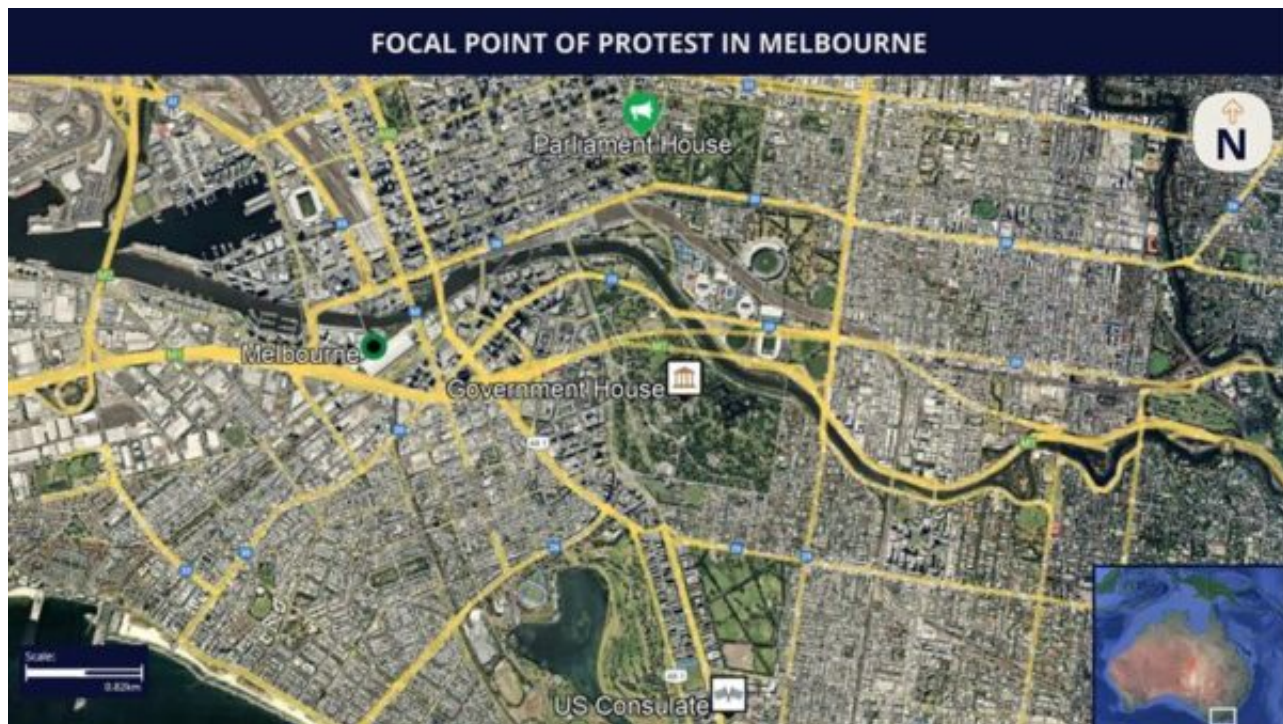 FOCAL POINT OF PROTEST IN MELBOURNE
Parliament House
N
Melbourne
Government House
US Consulate
Scale:
0.82km